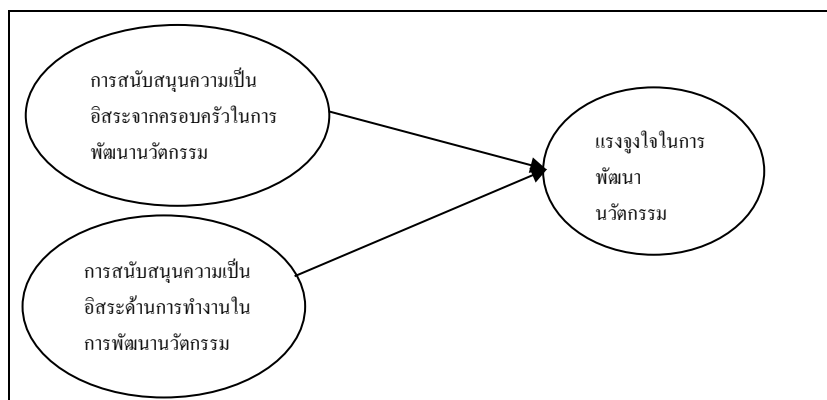 การสนับสนุนความเป็น
อิสระจากครอบครัวในการ
พัฒนานวัตกรรม
แรงจูงใจในการ
พัฒนา
นวัตกรรม
การสนับสนุนความเป็น
อิสระด้านการทำงานใน
การพัฒนานวัตกรรม